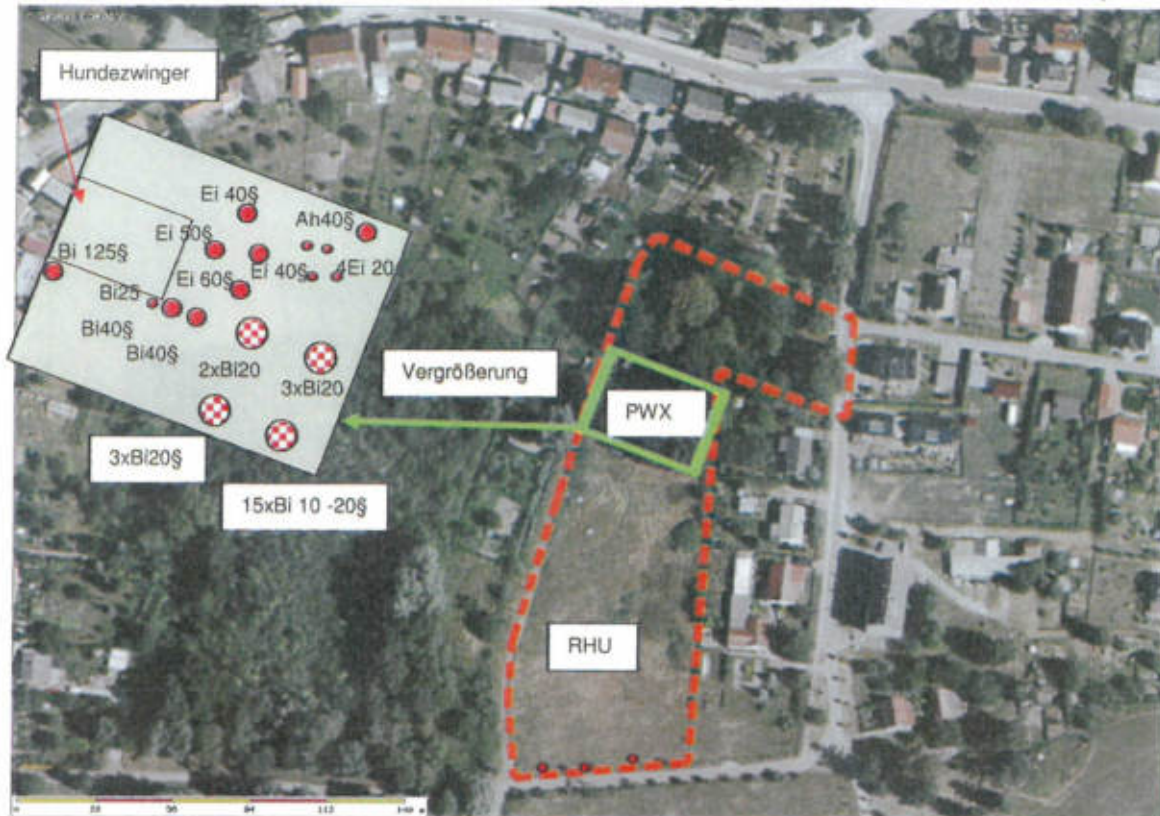 Hundezwinger
Ei 40§
Ah40§
Ei 50§
Bi 125§
Ei 60§
Ei 40§
4Ei 20
Bi25
Bi40§
Bi40§
2xBi20
3xBi20
3xBi20§
15xBi 10 -20§
Vergrößerung
PWX
RHU
0